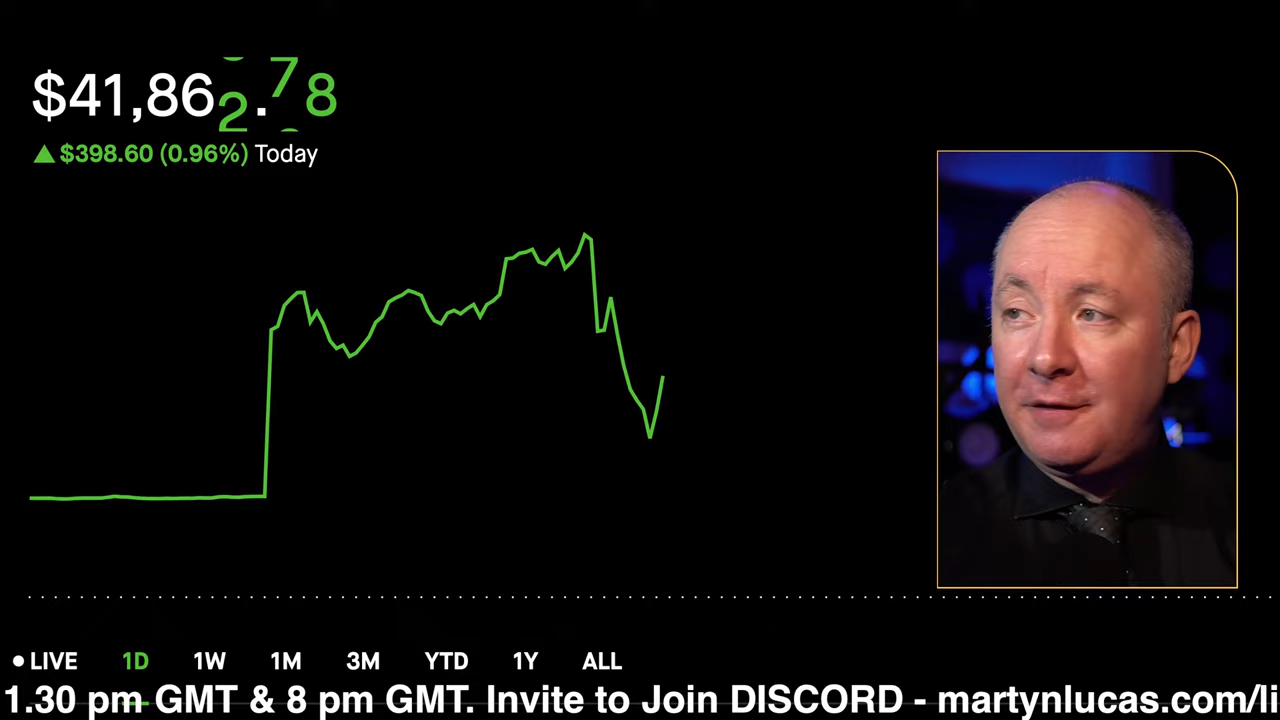 $41,862.78
▲ $398.60 (0.96%) Today
LIVE 1D 1W 1M 3M YTD 1Y ALL
1.30 pm GMT & 8 pm GMT. Invite to Join DISCORD - martynlucas.com/li